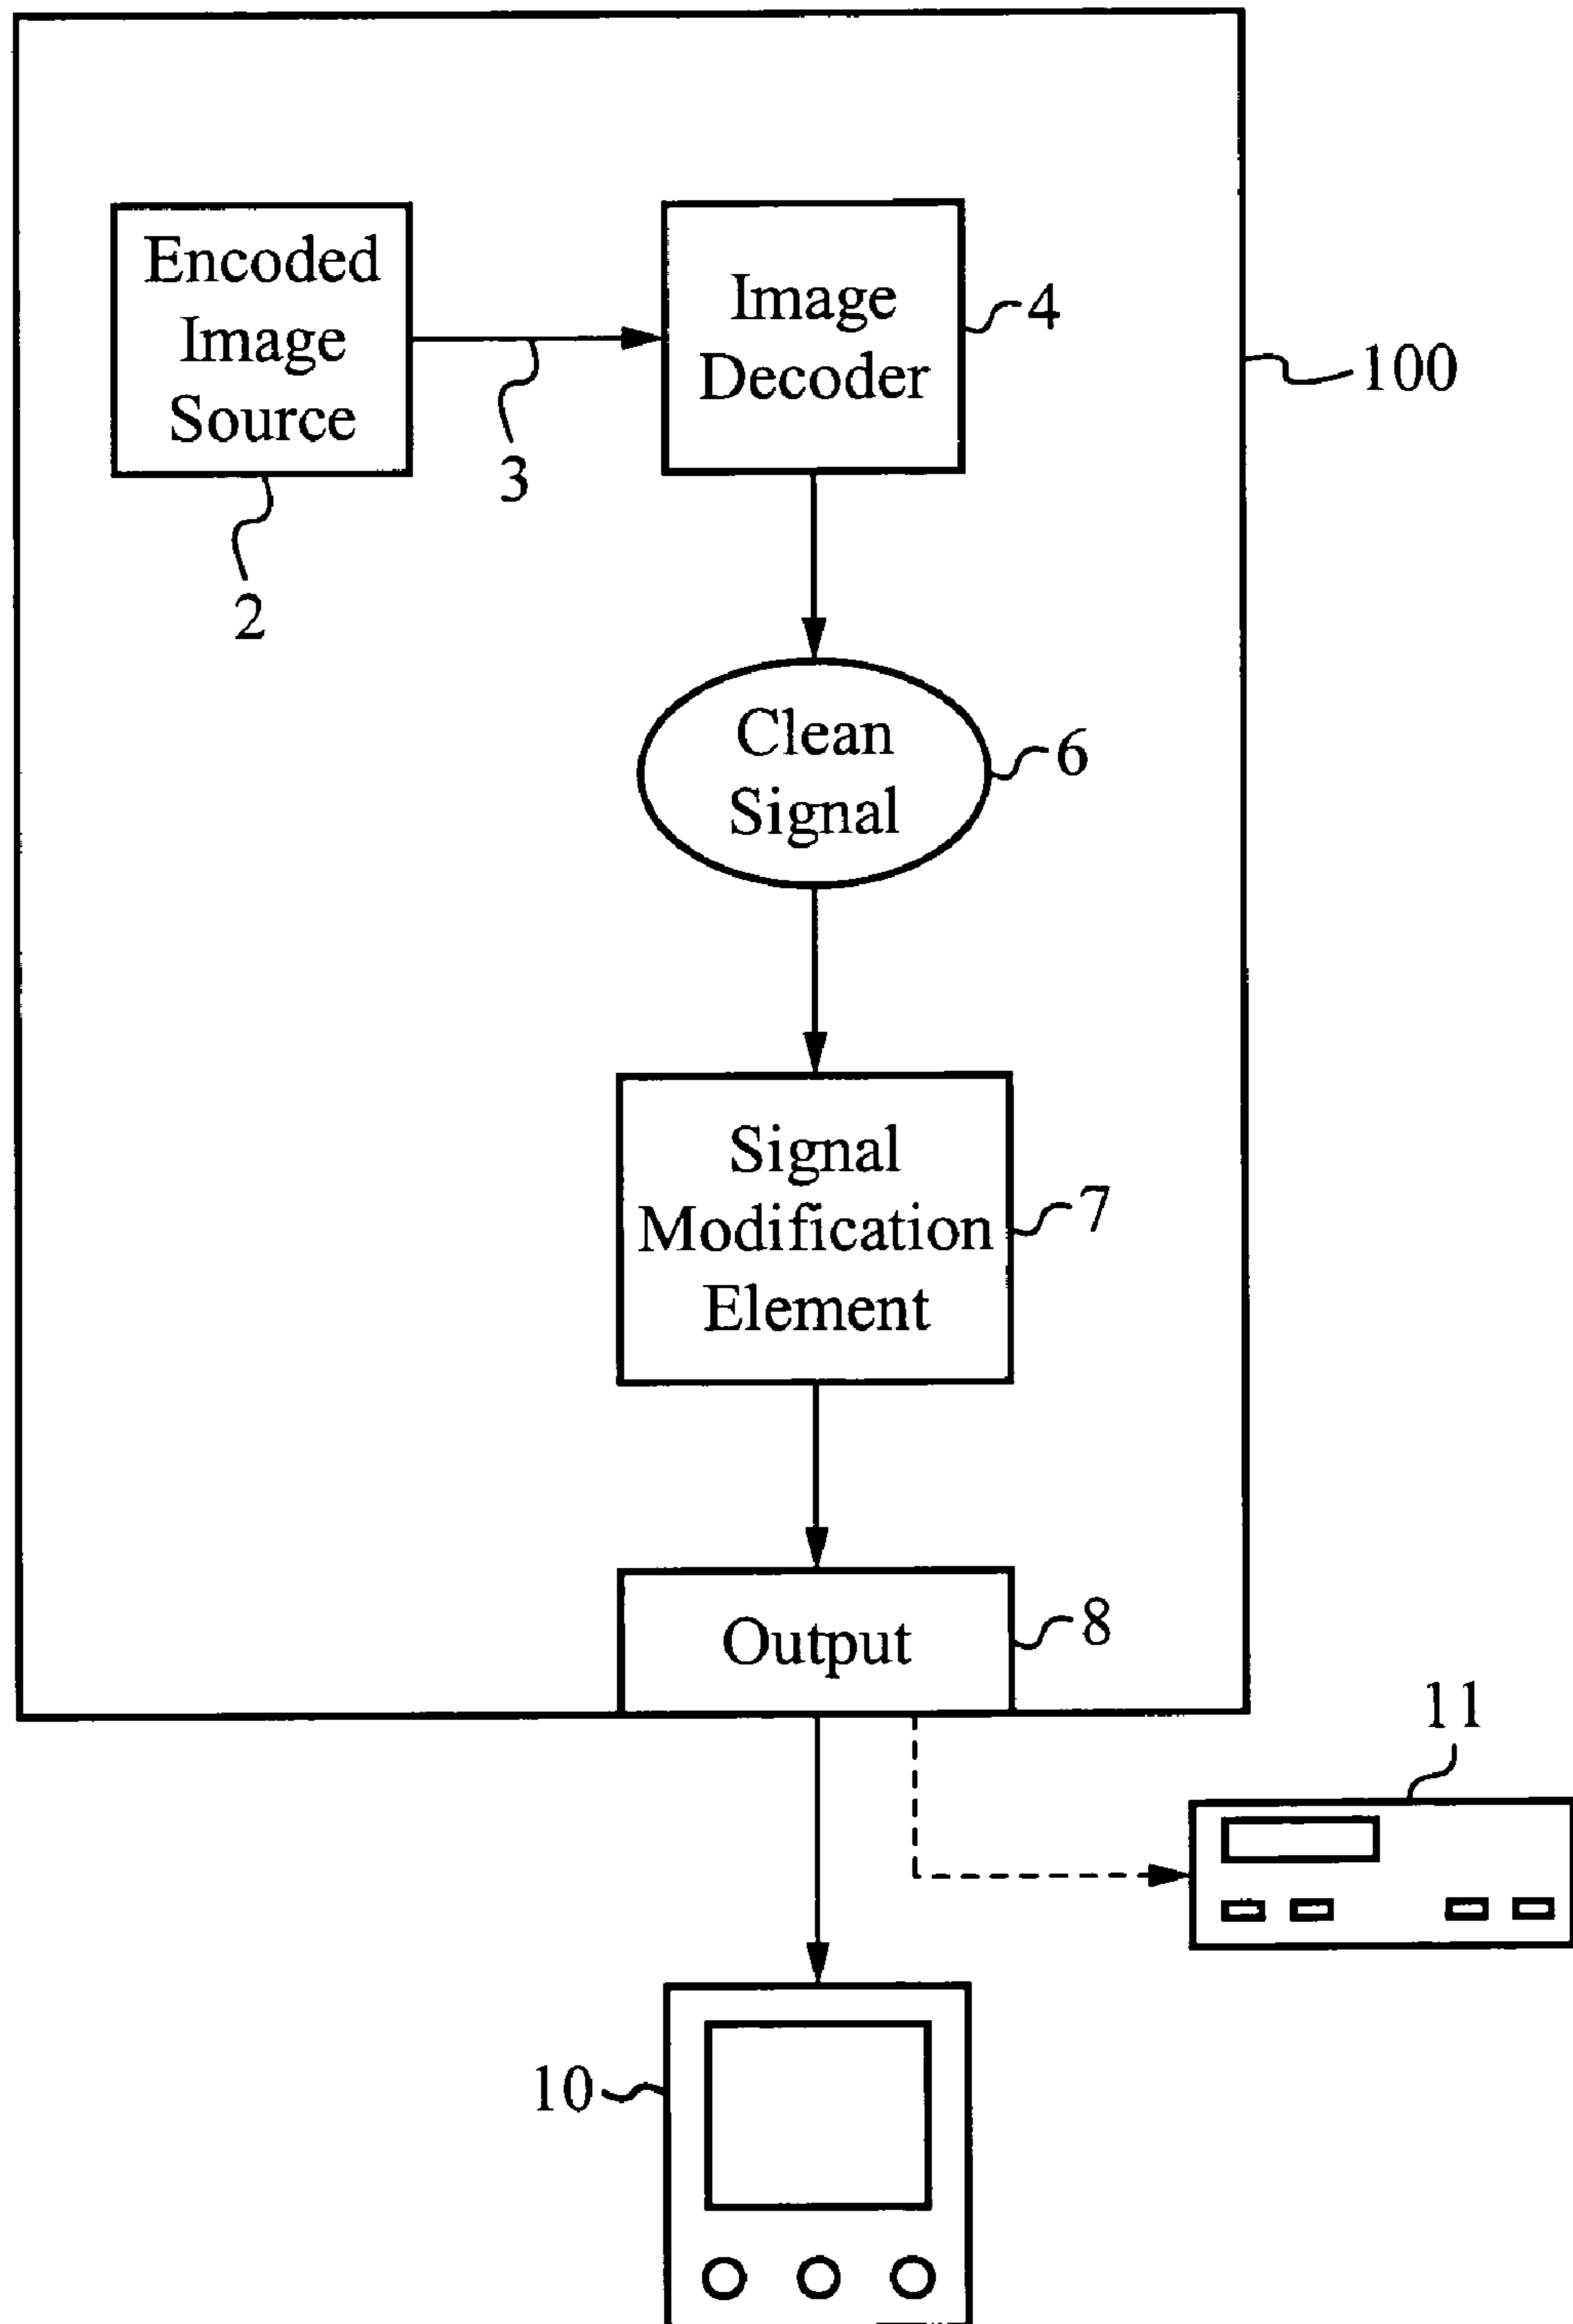 Encoded
Image
Source
2
3
Image
Decoder
4
100
Clean
Signal
6
Signal
Modification
Element
7
Output
8
11
10